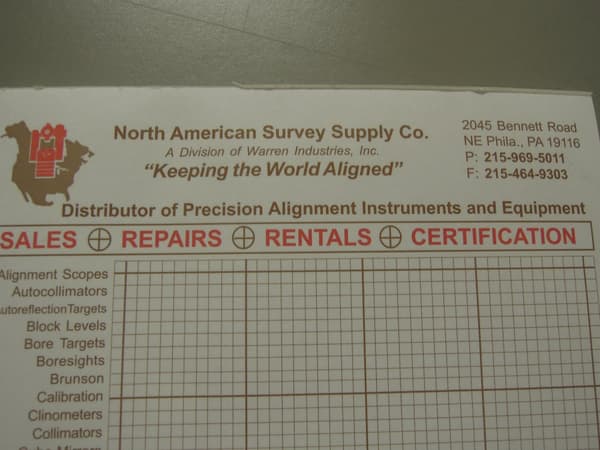 North American Survey Supply Co.
A Division of Warren Industries, Inc.
"Keeping the World Aligned"
2045 Bennett Road
NE Phila., PA 19116
P: 215-969-5011
F: 215-464-9303
Distributor of Precision Alignment Instruments and Equipment
SALES REPAIRS RENTALS CERTIFICATION
Alignment Scopes
Autocollimators
AutoreflectionTargets
Block Levels
Bore Targets
Boresights
Brunson
Calibration
Clinometers
Collimators